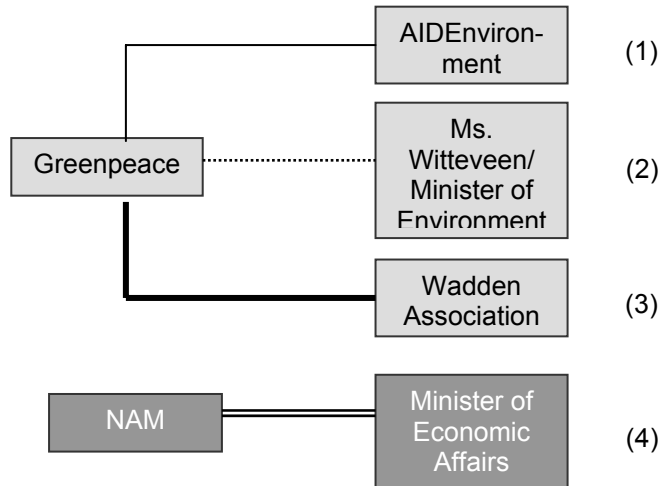 AIDEnviron-
ment
(1)
Greenpeace
Ms.
Witteveen/
Minister of
Environment
(2)
Wadden
Association
(3)
NAM
Minister of
Economic
Affairs
(4)